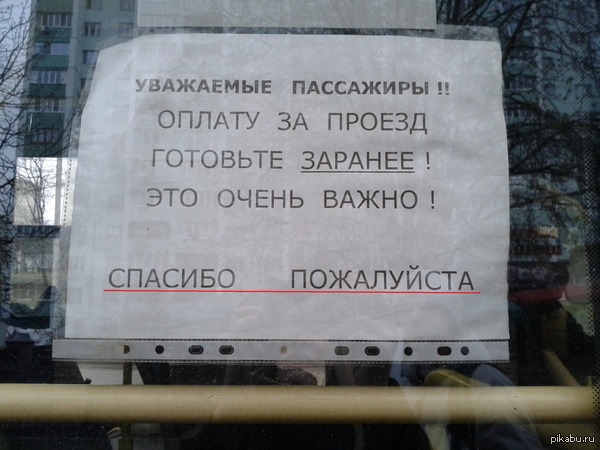 УВАЖАЕМЫЕ ПАССАЖИРЫ !!
ОПЛАТУ ЗА ПРОЕЗД
ГОТОВЬТЕ ЗАРАНЕЕ !
ЭТО ОЧЕНЬ ВАЖНО !
СПАСИБО ПОЖАЛУЙСТА
pikabu.ru